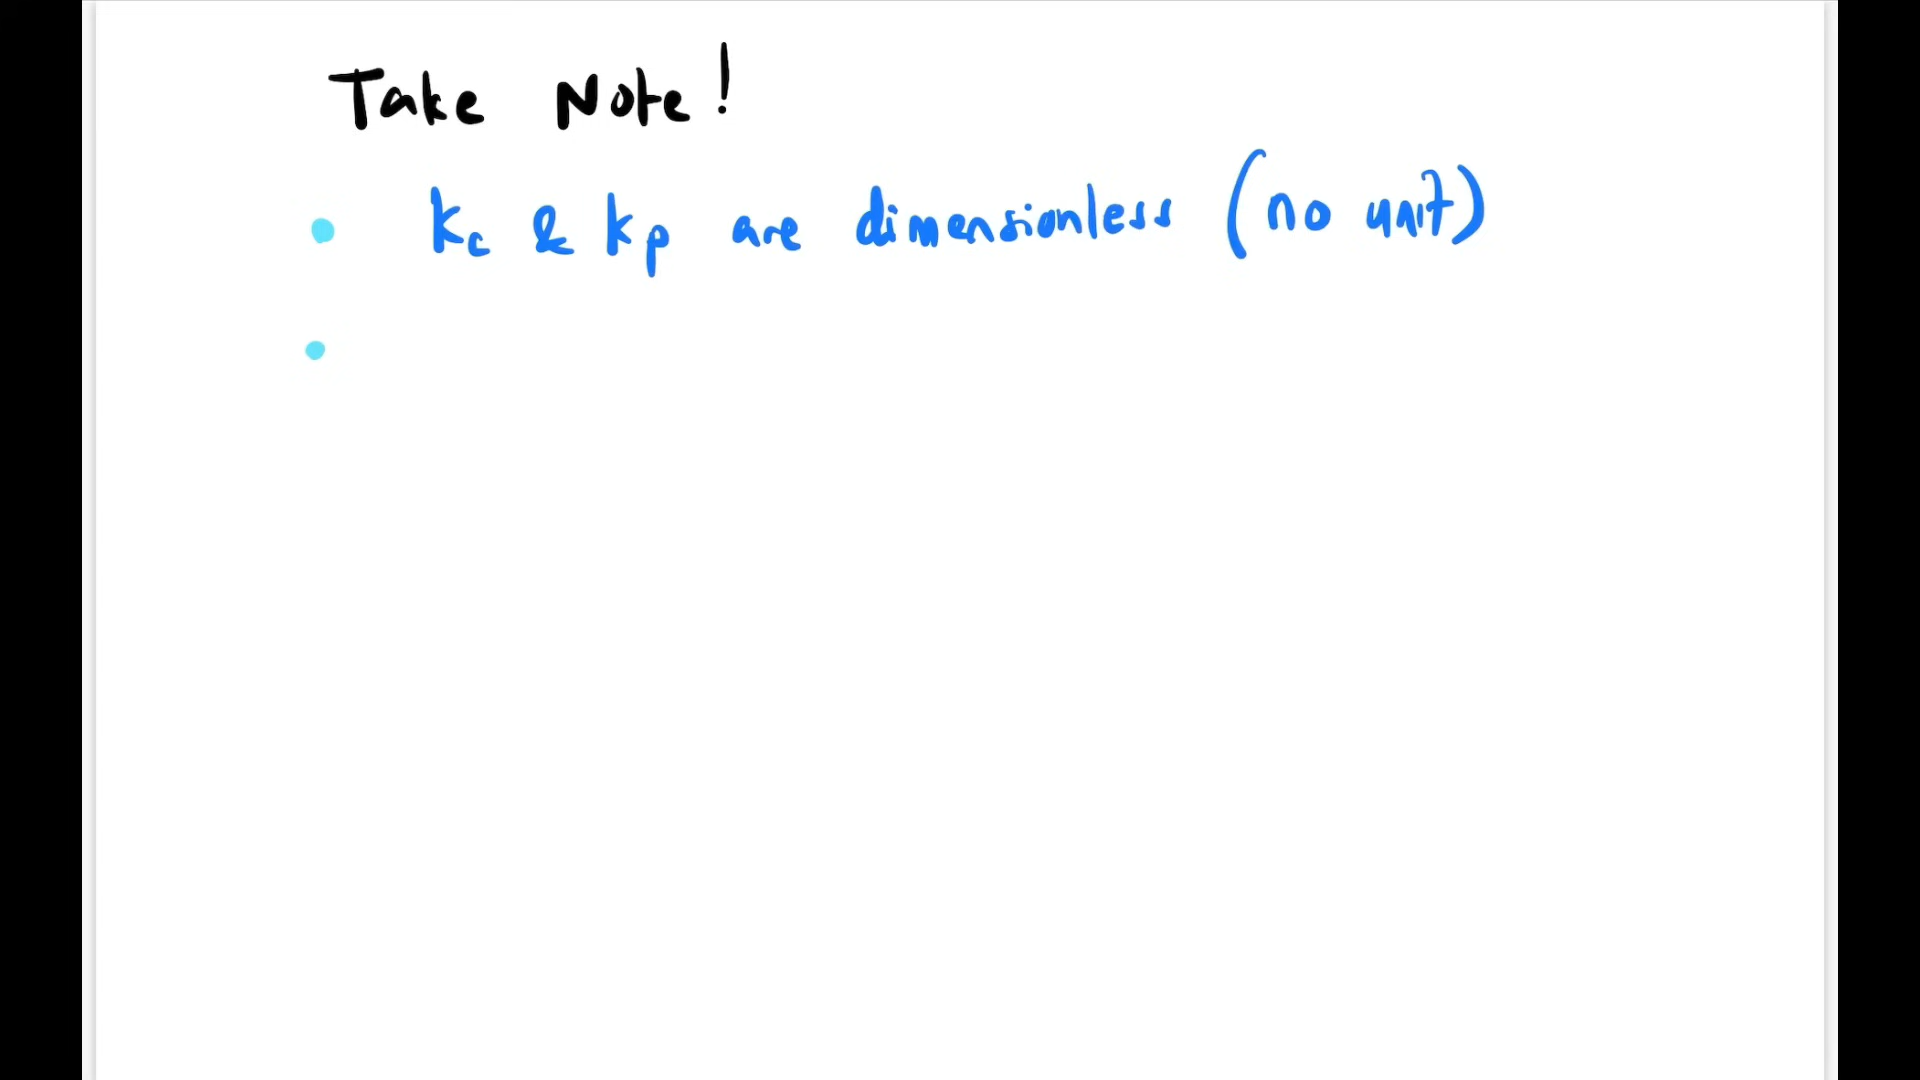 Take Note!
• kc & kp are dimensionless (no unit)
•